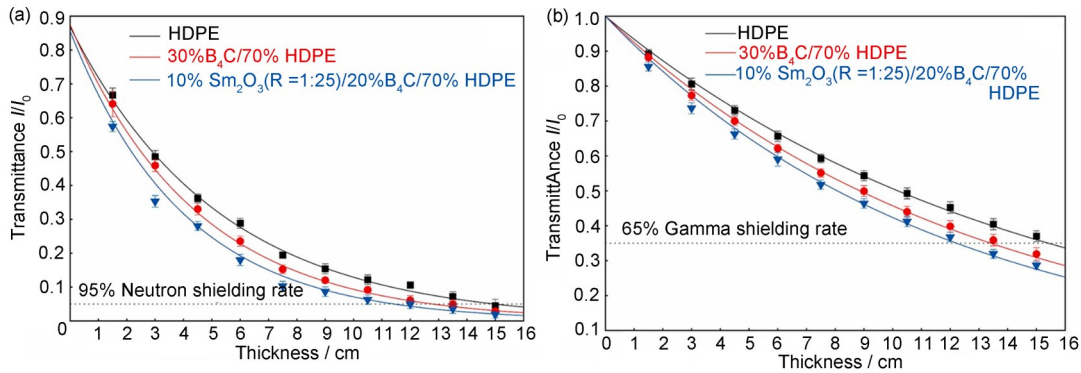 (a)
0.9
0.8
0.7
0.6
0.5
0.4
0.3
0.2
0.1
Transmittance I/I₀
HDPE
30%B₄C/70% HDPE
10% Sm₂O₃(R =1:25)/20%B₄C/70% HDPE
95% Neutron shielding rate
0 1 2 3 4 5 6 7 8 9 10 11 12 13 14 15 16
Thickness / cm
(b)
1.0
0.9
0.8
0.7
0.6
0.5
0.4
0.3
0.2
0.1
TransmittAnce I/I₀
HDPE
30%B₄C/70% HDPE
10% Sm₂O₃(R =1:25)/20%B₄C/70%
HDPE
65% Gamma shielding rate
0 1 2 3 4 5 6 7 8 9 10 11 12 13 14 15 16
Thickness / cm